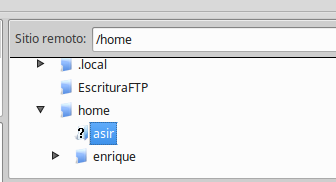 Sitio remoto: /home
.local
EscrituraFTP
home
asir
enrique